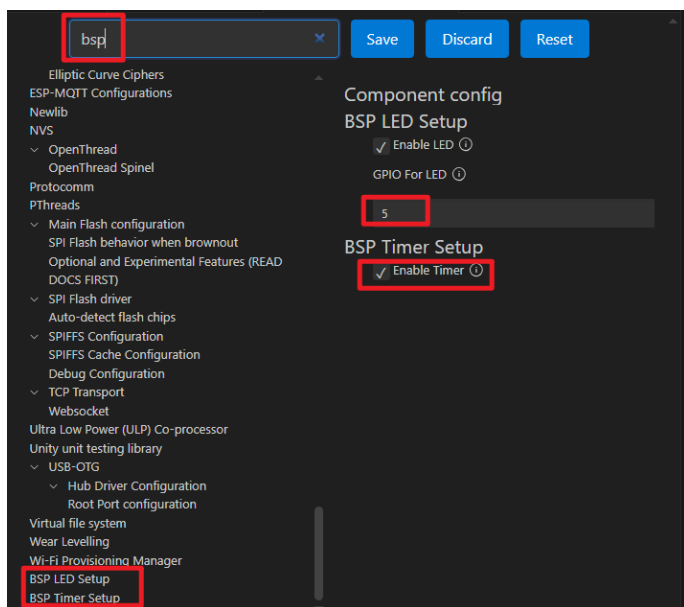 bsp
Save
Discard
Reset
Elliptic Curve Ciphers
ESP-MQTT Configurations
Newlib
NVS
OpenThread
OpenThread Spinel
Protocomm
PThreads
Main Flash configuration
SPI Flash behavior when brownout
Optional and Experimental Features (READ
DOCS FIRST)
SPI Flash driver
Auto-detect flash chips
SPIFFS Configuration
SPIFFS Cache Configuration
Debug Configuration
TCP Transport
Websocket
Ultra Low Power (ULP) Co-processor
Unity unit testing library
USB-OTG
Hub Driver Configuration
Root Port configuration
Virtual file system
Wear Levelling
Wi-Fi Provisioning Manager
BSP LED Setup
BSP Timer Setup
Component config
BSP LED Setup
Enable LED
GPIO For LED
5
BSP Timer Setup
Enable Timer